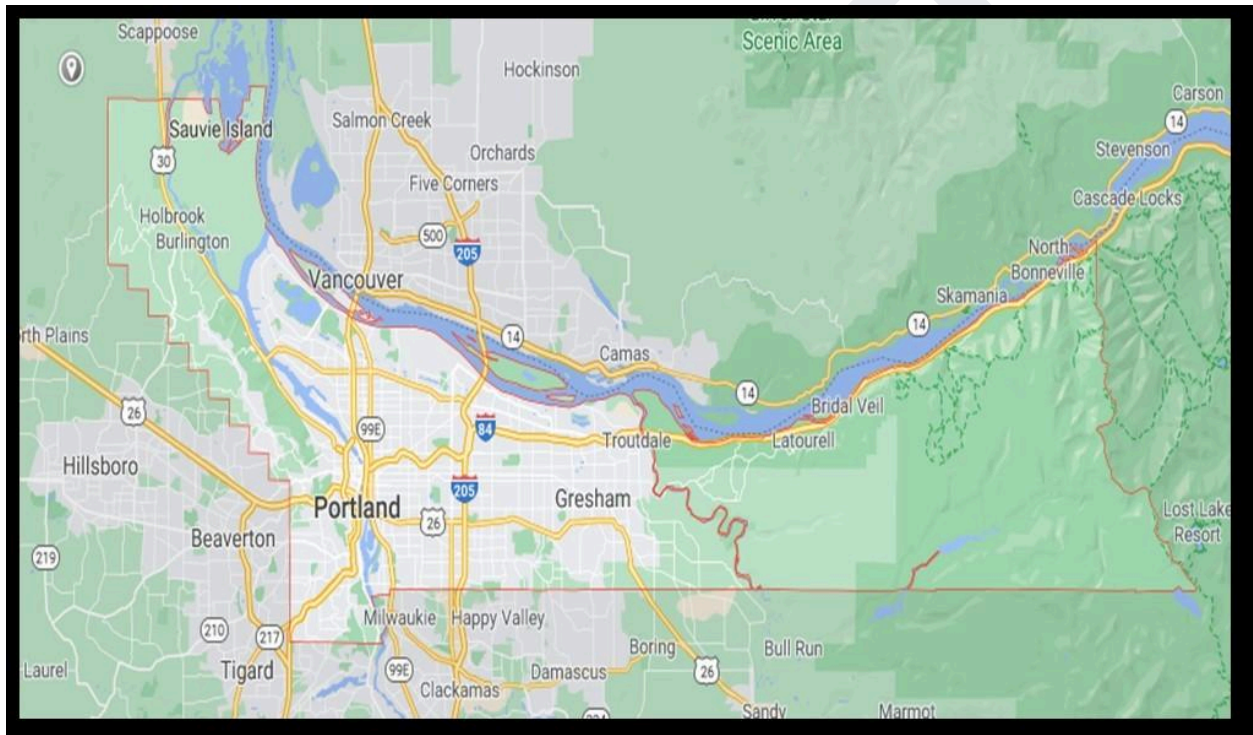 Scappoose
Scenic Area
Hockinson
Carson
14
Salmon Creek
Sauvie Island
Stevenson
30
Orchards
Five Corners
Cascade Locks
Holbrook
Burlington
500
205
North
Bonneville
Vancouver
Skamania
14
14
rth Plains
Camas
14
26
Bridal Veil
99E
84
Troutdale
Latourell
Hillsboro
205
Gresham
Portland
26
Lost Lake
Resort
Beaverton
219
210
217
Milwaukie
Happy Valley
Boring
Bull Run
Laurel
Tigard
99E
Damascus
26
Clackamas
Sandy
Marmot